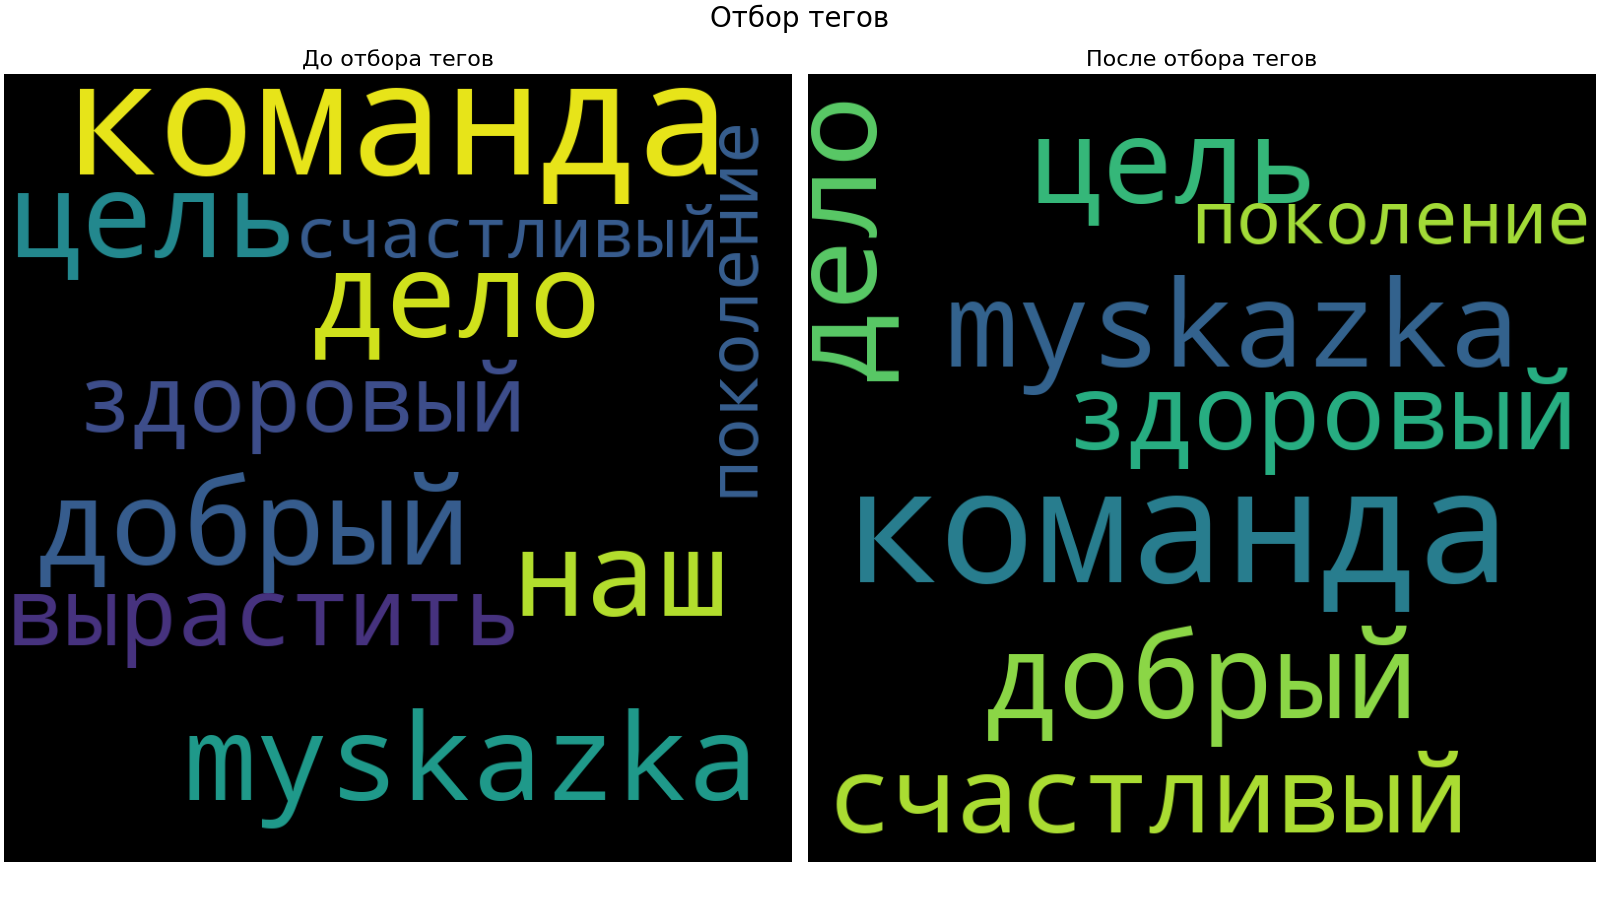 Отбор тегов
До отбора тегов
команда
поколение
цель
счастливый
дело
здоровый
добрый
наш
вырастить
myskazka
После отбора тегов
дело
цель
поколение
myskazka
здоровый
команда
добрый
счастливый